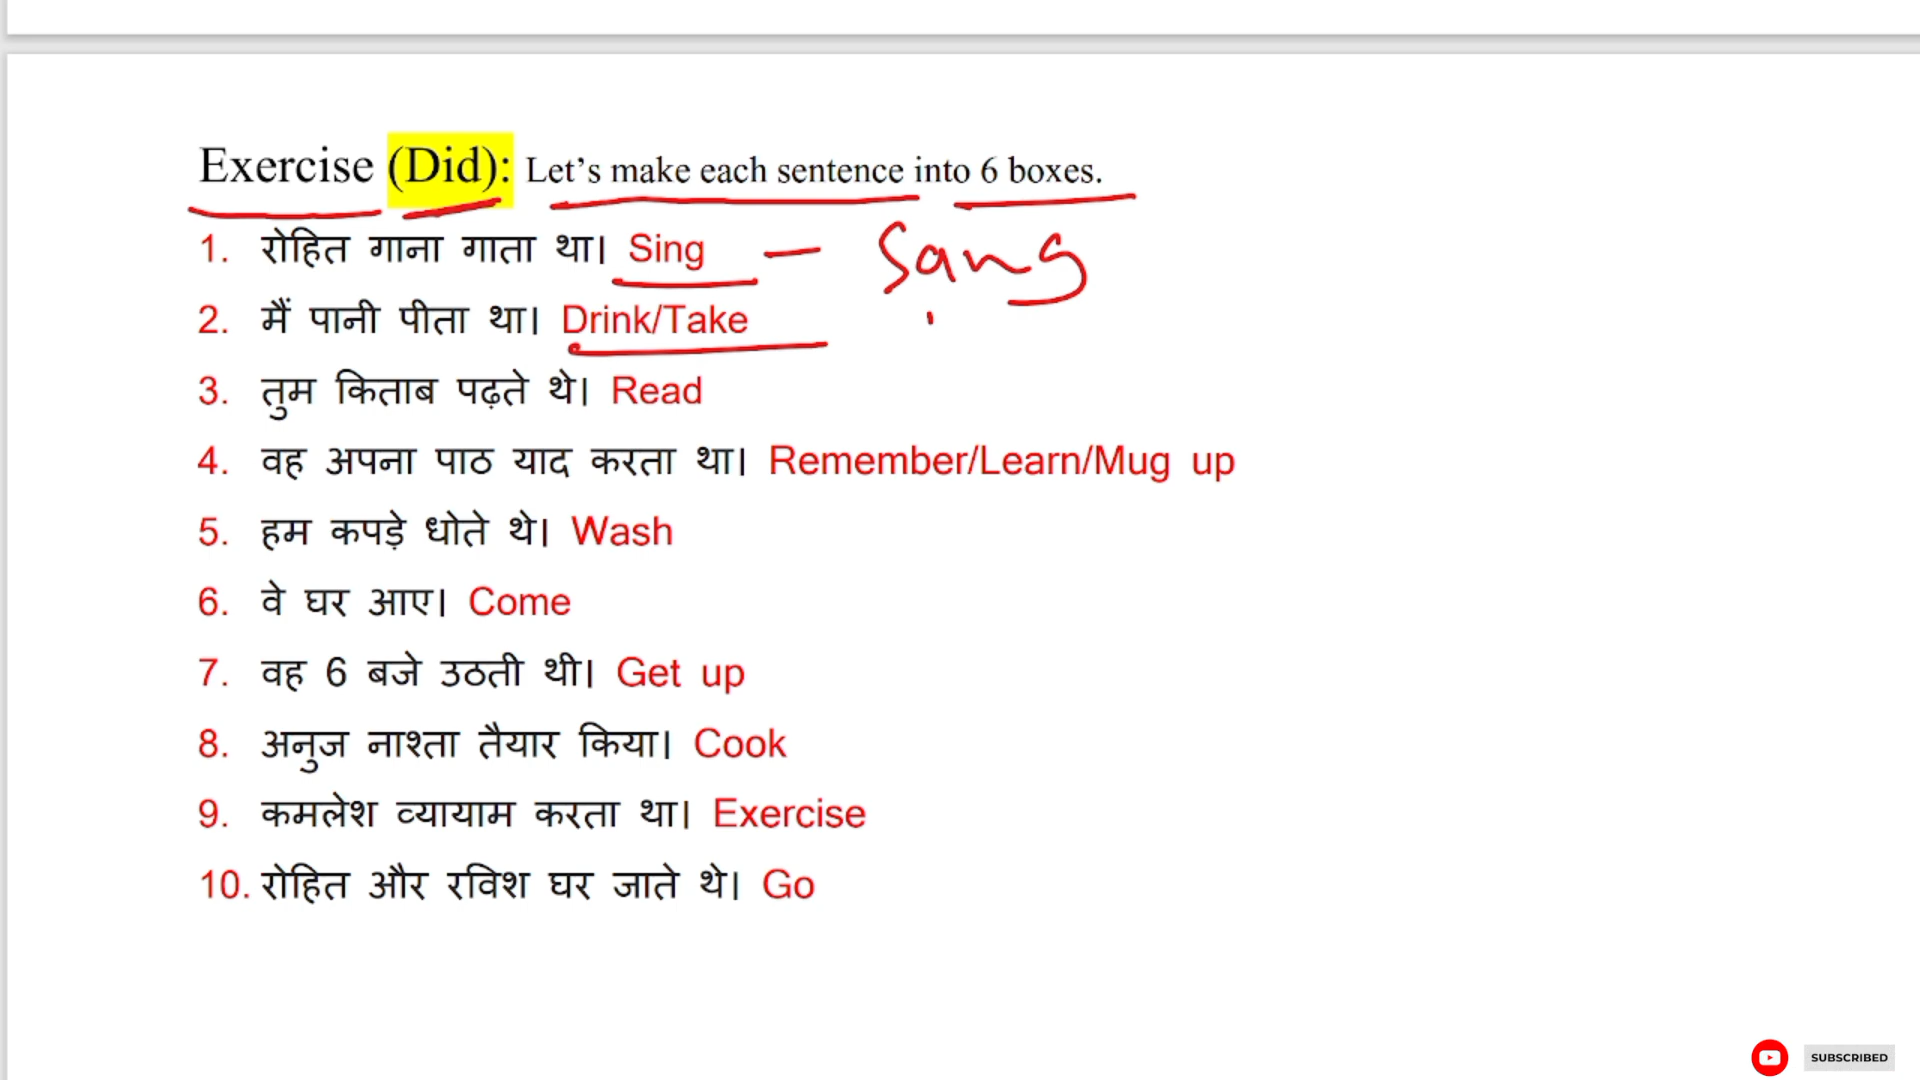 Exercise (Did): Let’s make each sentence into 6 boxes.
1. रोहित गाना गाता था। Sing — Sang
2. मैं पानी पीता था। Drink/Take
3. तुम किताब पढ़ते थे। Read
4. वह अपना पाठ याद करता था। Remember/Learn/Mug up
5. हम कपड़े धोते थे। Wash
6. वे घर आए। Come
7. वह 6 बजे उठती थी। Get up
8. अनुज नाश्ता तैयार किया। Cook
9. कमलेश व्यायाम करता था। Exercise
10. रोहित और रविश घर जाते थे। Go
SUBSCRIBED